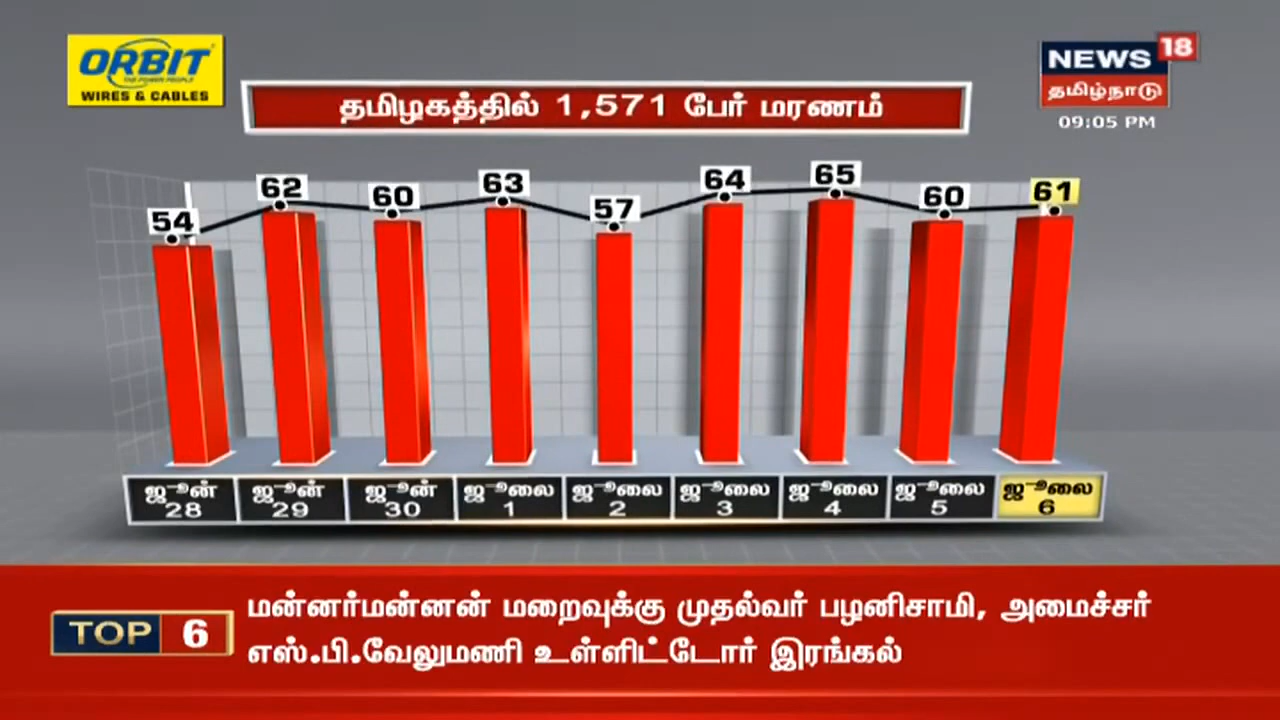 ORBIT
THE POWER PEOPLE
WIRES & CABLES
NEWS 18
தமிழ்நாடு
09:05 PM
தமிழகத்தில் 1,571 பேர் மரணம்
54 62 60 63 57 64 65 60 61
ஜூன் ஜூன் ஜூன் ஜூலை ஜூலை ஜூலை ஜூலை ஜூலை ஜூலை
28 29 30 1 2 3 4 5 6
TOP 6
மன்னர்மன்னன் மறைவுக்கு முதல்வர் பழனிசாமி, அமைச்சர்
எஸ்.பி.வேலுமணி உள்ளிட்டோர் இரங்கல்